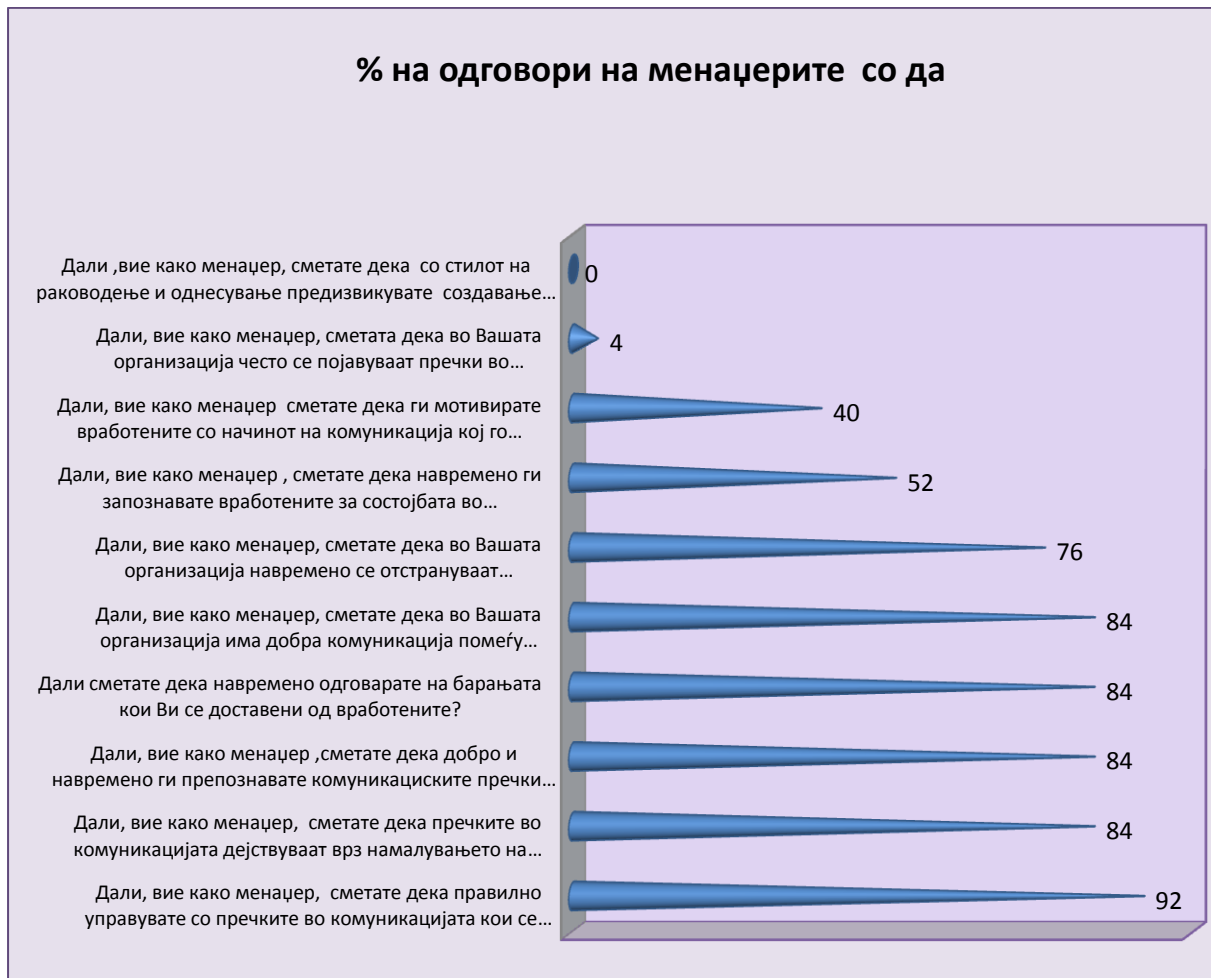 % на одговори на менаџерите со да
Дали ,вие како менаџер, сметате дека со стилот на
раководење и однесување предизвикувате создавање...
0
Дали, вие како менаџер, сметата дека во Вашата
организација често се појавуваат пречки во...
4
Дали, вие како менаџер сметате дека ги мотивирате
вработените со начинот на комуникација кој го...
40
Дали, вие како менаџер , сметате дека навремено ги
запознавате вработените за состојбата во...
52
Дали, вие како менаџер, сметате дека во Вашата
организација навремено се отстрануваат...
76
Дали, вие како менаџер, сметате дека во Вашата
организација има добра комуникација помеѓу...
84
Дали сметате дека навремено одговарате на барањата
кои Ви се доставени од вработените?
84
Дали, вие како менаџер ,сметате дека добро и
навремено ги препознавате комуникациските пречки...
84
Дали, вие како менаџер, сметате дека пречките во
комуникацијата дејствуваат врз намалувањето на...
84
Дали, вие како менаџер, сметате дека правилно
управувате со пречките во комуникацијата кои се...
92